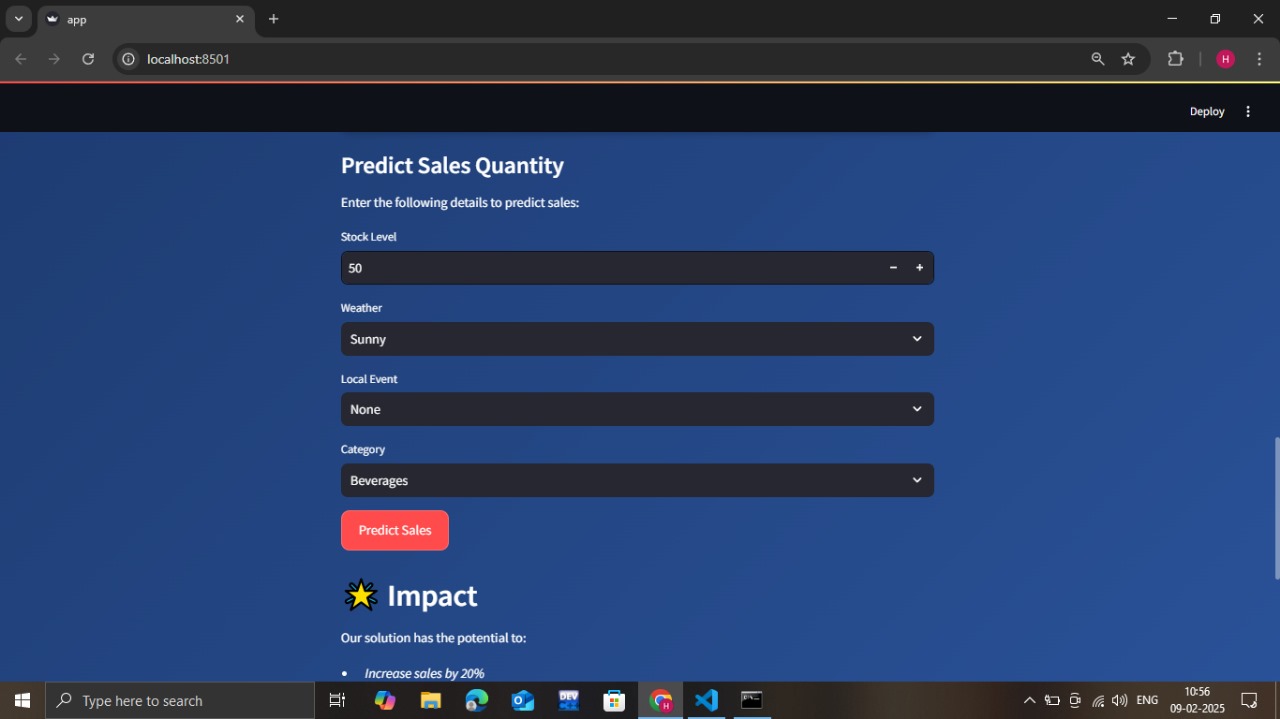 app
localhost:8501
H
Deploy
Predict Sales Quantity
Enter the following details to predict sales:
Stock Level
50
Weather
Sunny
Local Event
None
Category
Beverages
Predict Sales
Impact
Our solution has the potential to:
Increase sales by 20%
Type here to search
DEV
ENG
10:56
09-02-2025